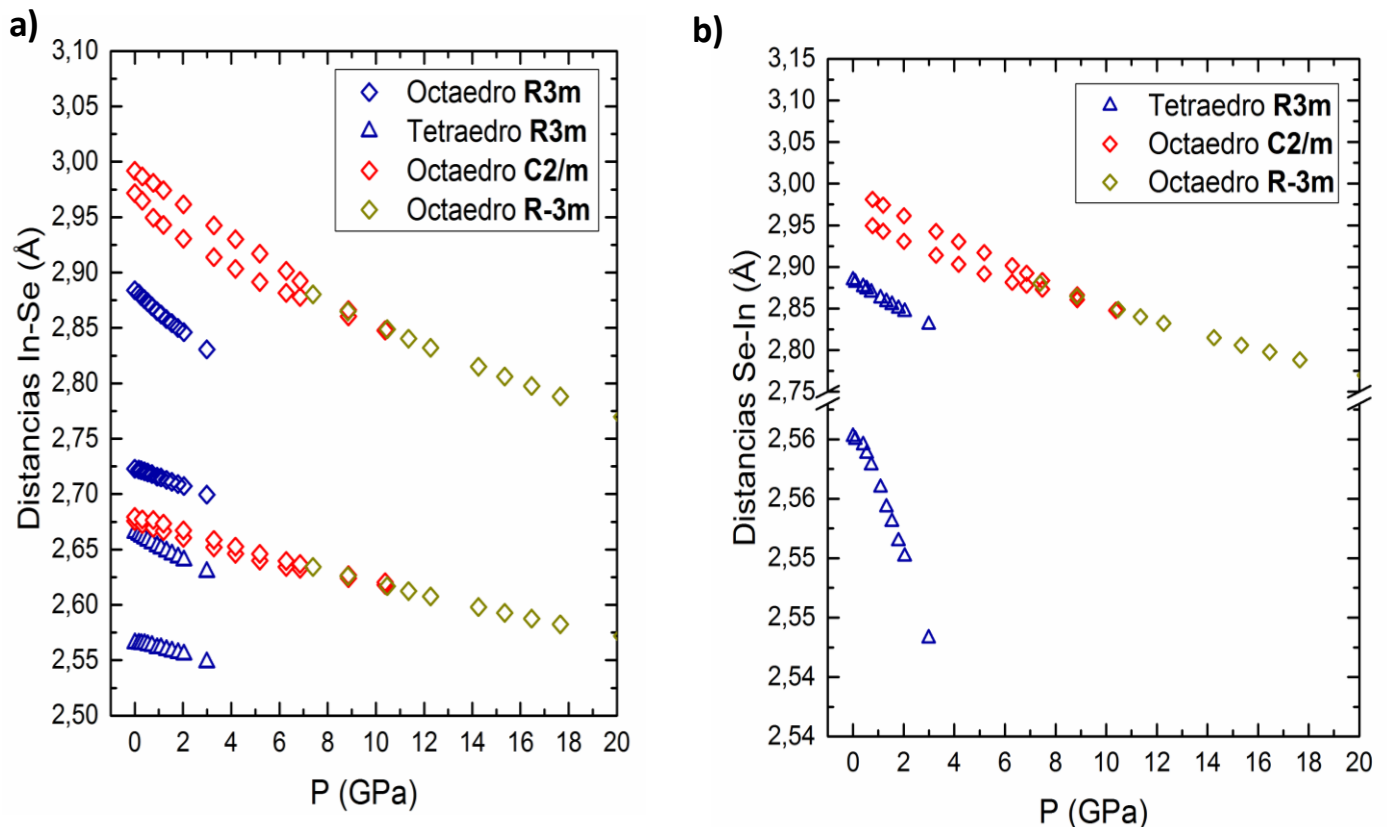 a)
3,10
3,05
3,00
2,95
2,90
2,85
2,80
2,75
2,70
2,65
2,60
2,55
2,50
Distancias In-Se (Å)
Octaedro R3m
Tetraedro R3m
Octaedro C2/m
Octaedro R-3m
0 2 4 6 8 10 12 14 16 18 20
P (GPa)
b)
3,15
3,10
3,05
3,00
2,95
2,90
2,85
2,80
2,75
2,56
2,56
2,55
2,55
2,54
2,54
Distancias Se-In (Å)
Tetraedro R3m
Octaedro C2/m
Octaedro R-3m
0 2 4 6 8 10 12 14 16 18 20
P (GPa)